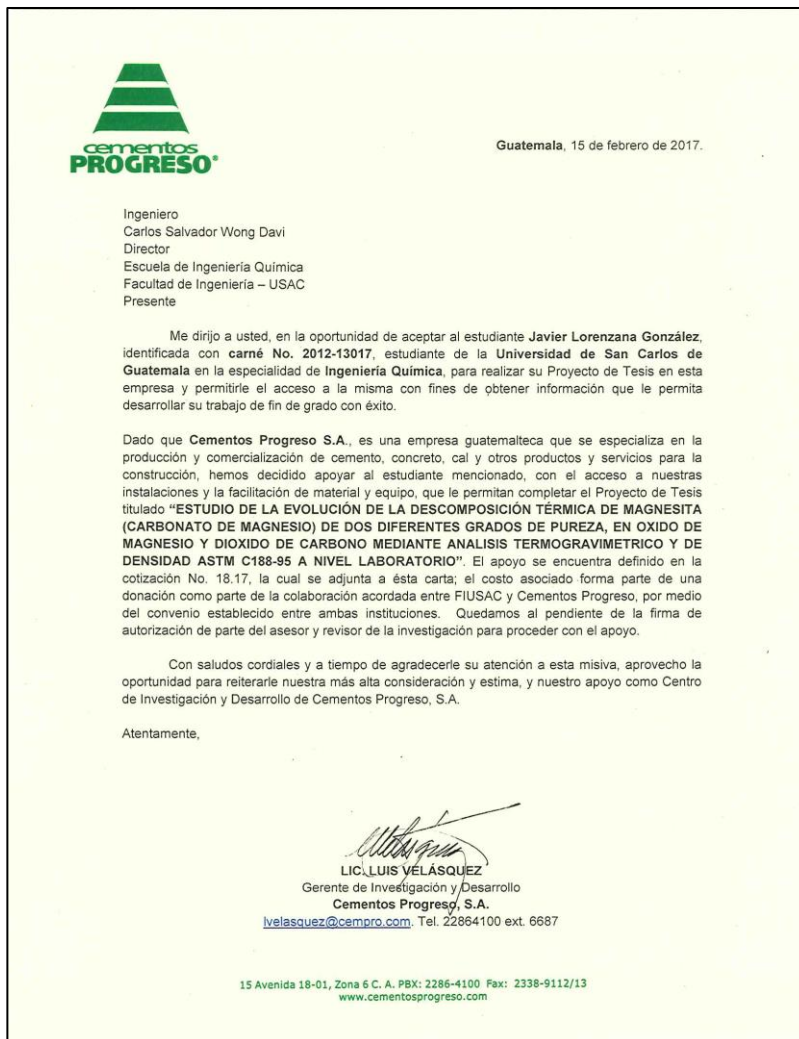 cementos
PROGRESO®
Guatemala, 15 de febrero de 2017.
Ingeniero
Carlos Salvador Wong Davi
Director
Escuela de Ingeniería Química
Facultad de Ingeniería – USAC
Presente
Me dirijo a usted, en la oportunidad de aceptar al estudiante Javier Lorenzana González,
identificada con carné No. 2012-13017, estudiante de la Universidad de San Carlos de
Guatemala en la especialidad de Ingeniería Química, para realizar su Proyecto de Tesis en esta
empresa y permitirle el acceso a la misma con fines de obtener información que le permita
desarrollar su trabajo de fin de grado con éxito.
Dado que Cementos Progreso S.A., es una empresa guatemalteca que se especializa en la
producción y comercialización de cemento, concreto, cal y otros productos y servicios para la
construcción, hemos decidido apoyar al estudiante mencionado, con el acceso a nuestras
instalaciones y la facilitación de material y equipo, que le permitan completar el Proyecto de Tesis
titulado “ESTUDIO DE LA EVOLUCIÓN DE LA DESCOMPOSICIÓN TÉRMICA DE MAGNESITA
(CARBONATO DE MAGNESIO) DE DOS DIFERENTES GRADOS DE PUREZA, EN OXIDO DE
MAGNESIO Y DIOXIDO DE CARBONO MEDIANTE ANALISIS TERMOGRAVIMETRICO Y DE
DENSIDAD ASTM C188-95 A NIVEL LABORATORIO”. El apoyo se encuentra definido en la
cotización No. 18.17, la cual se adjunta a ésta carta; el costo asociado forma parte de una
donación como parte de la colaboración acordada entre FIUSAC y Cementos Progreso, por medio
del convenio establecido entre ambas instituciones. Quedamos al pendiente de la firma de
autorización de parte del asesor y revisor de la investigación para proceder con el apoyo.
Con saludos cordiales y a tiempo de agradecerle su atención a esta misiva, aprovecho la
oportunidad para reiterarle nuestra más alta consideración y estima, y nuestro apoyo como Centro
de Investigación y Desarrollo de Cementos Progreso, S.A.
Atentamente,
LIC. LUIS VELÁSQUEZ
Gerente de Investigación y Desarrollo
Cementos Progreso, S.A.
lvelasquez@cempro.com. Tel. 22864100 ext. 6687
15 Avenida 18-01, Zona 6 C. A. PBX: 2286-4100 Fax: 2338-9112/13
www.cementosprogreso.com